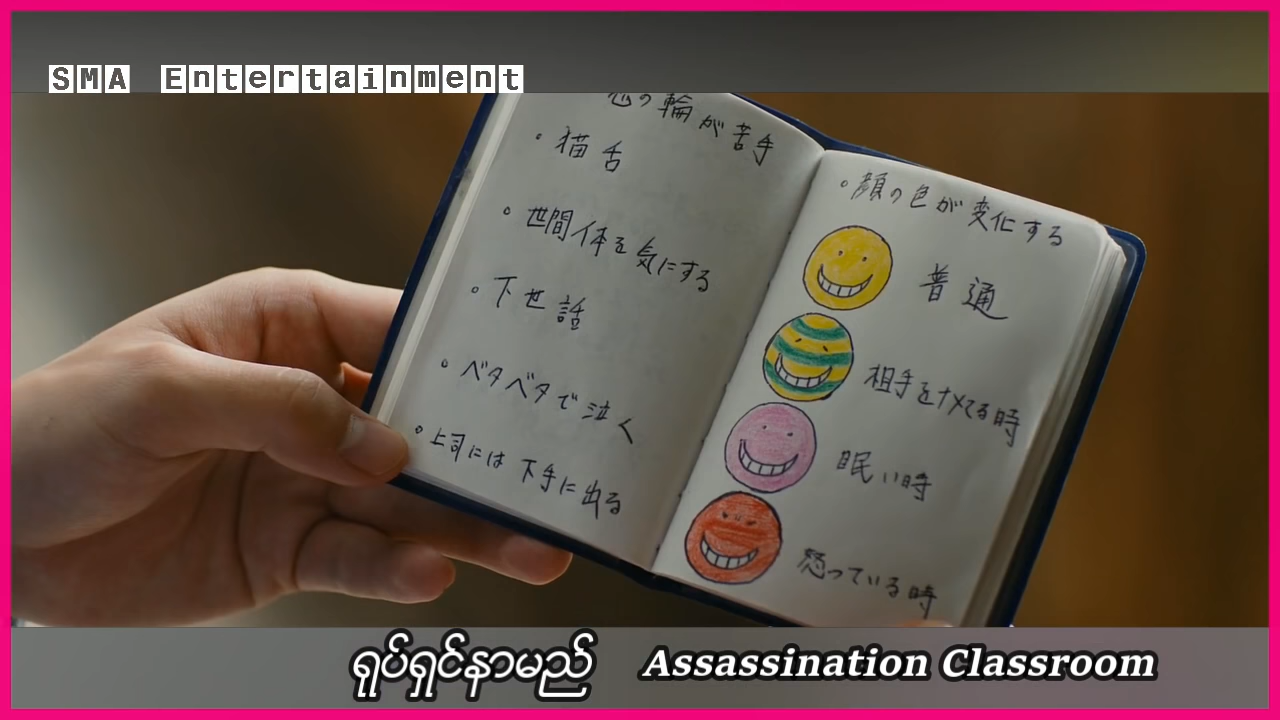 SMA Entertainment
の輪が苦手
・猫舌
・世間体を気にする
・下世話
・ベタベタで泣く
・上司には下手に出る
・顔の色が変化する
普通
相手をナメてる時
眠い時
怒っている時
ရုပ်ရှင်နာမည် Assassination Classroom